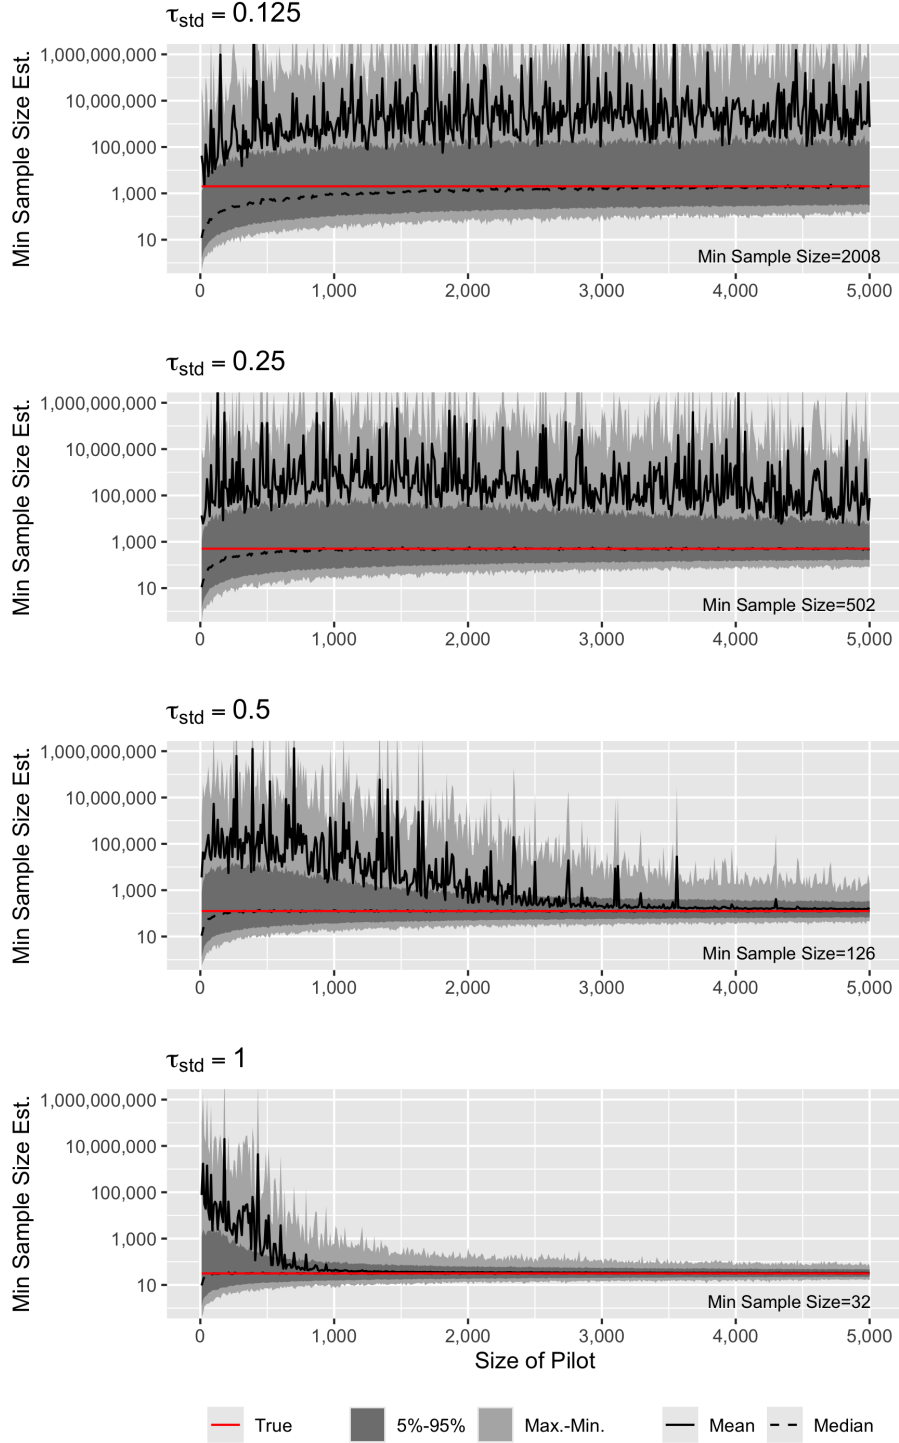 τstd = 0.125
Min Sample Size Est.
1,000,000,000
10,000,000
100,000
1,000
10
Min Sample Size=2008
0 1,000 2,000 3,000 4,000 5,000
τstd = 0.25
Min Sample Size Est.
1,000,000,000
10,000,000
100,000
1,000
10
Min Sample Size=502
0 1,000 2,000 3,000 4,000 5,000
τstd = 0.5
Min Sample Size Est.
1,000,000,000
10,000,000
100,000
1,000
10
Min Sample Size=126
0 1,000 2,000 3,000 4,000 5,000
τstd = 1
Min Sample Size Est.
1,000,000,000
10,000,000
100,000
1,000
10
Min Sample Size=32
0 1,000 2,000 3,000 4,000 5,000
Size of Pilot
True 5%-95% Max.-Min. Mean Median